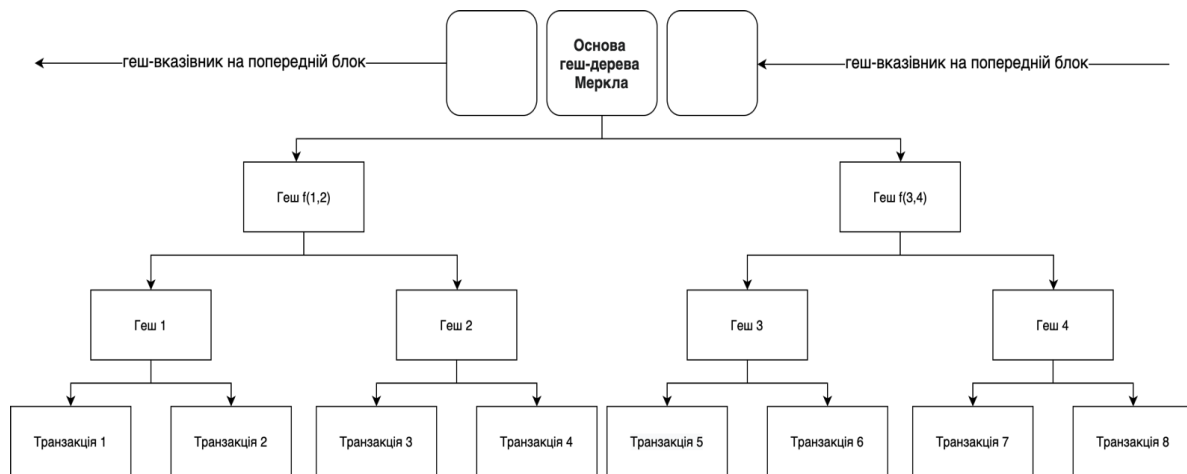 Основа
геш-дерева
Меркла
геш-вказівник на попередній блок
геш-вказівник на попередній блок
Геш f(1,2)
Геш f(3,4)
Геш 1
Геш 2
Геш 3
Геш 4
Транзакція 1
Транзакція 2
Транзакція 3
Транзакція 4
Транзакція 5
Транзакція 6
Транзакція 7
Транзакція 8